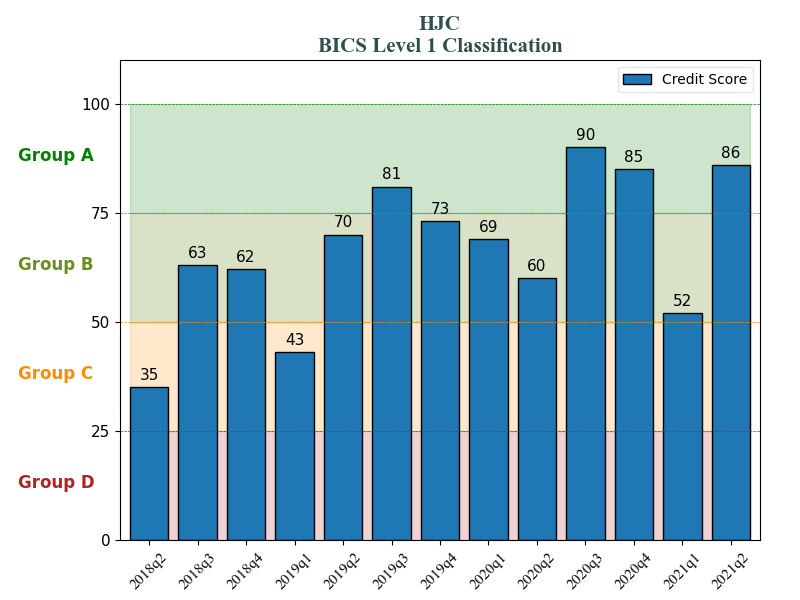 HJC
BICS Level 1 Classification
Credit Score
100
Group A
75
Group B
50
Group C
25
Group D
0
35
63
62
43
70
81
73
69
60
90
85
52
86
2018q2
2018q3
2018q4
2019q1
2019q2
2019q3
2019q4
2020q1
2020q2
2020q3
2020q4
2021q1
2021q2